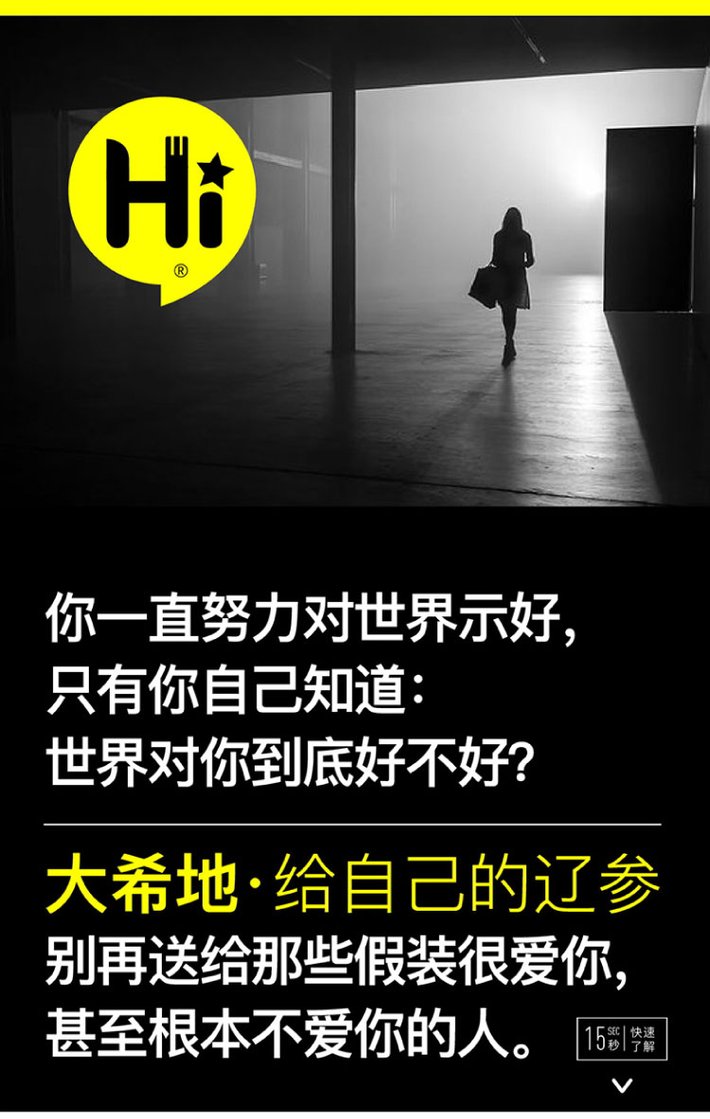 Hi
®
你一直努力对世界示好，
只有你自己知道：
世界对你到底好不好？
大希地·给自己的辽参
别再送给那些假装很爱你，
甚至根本不爱你的人。
15 SEC 秒 快速了解